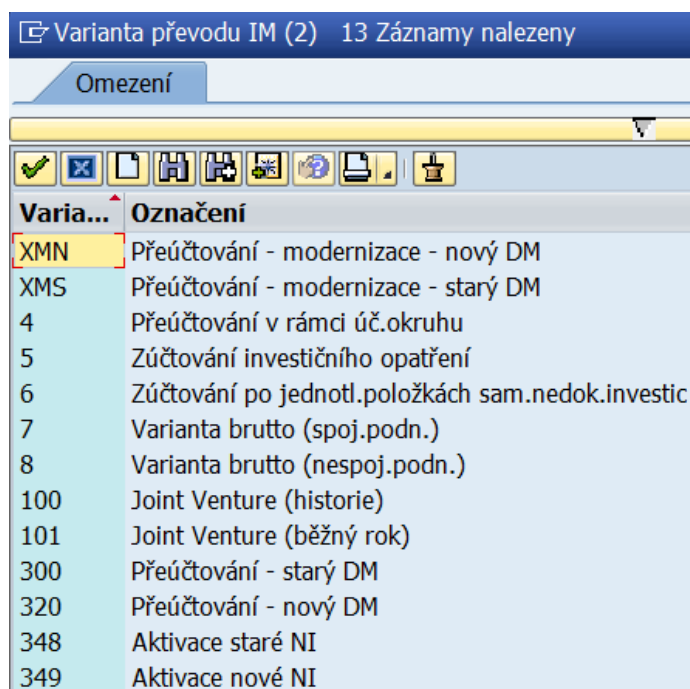 Varianta převodu IM (2) 13 Záznamy nalezeny
Omezení
Varia... Označení
XMN Přeúčtování - modernizace - nový DM
XMS Přeúčtování - modernizace - starý DM
4 Přeúčtování v rámci úč.okruhu
5 Zúčtování investičního opatření
6 Zúčtování po jednotl.položkách sam.nedok.investic
7 Varianta brutto (spoj.podn.)
8 Varianta brutto (nespoj.podn.)
100 Joint Venture (historie)
101 Joint Venture (běžný rok)
300 Přeúčtování - starý DM
320 Přeúčtování - nový DM
348 Aktivace staré NI
349 Aktivace nové NI